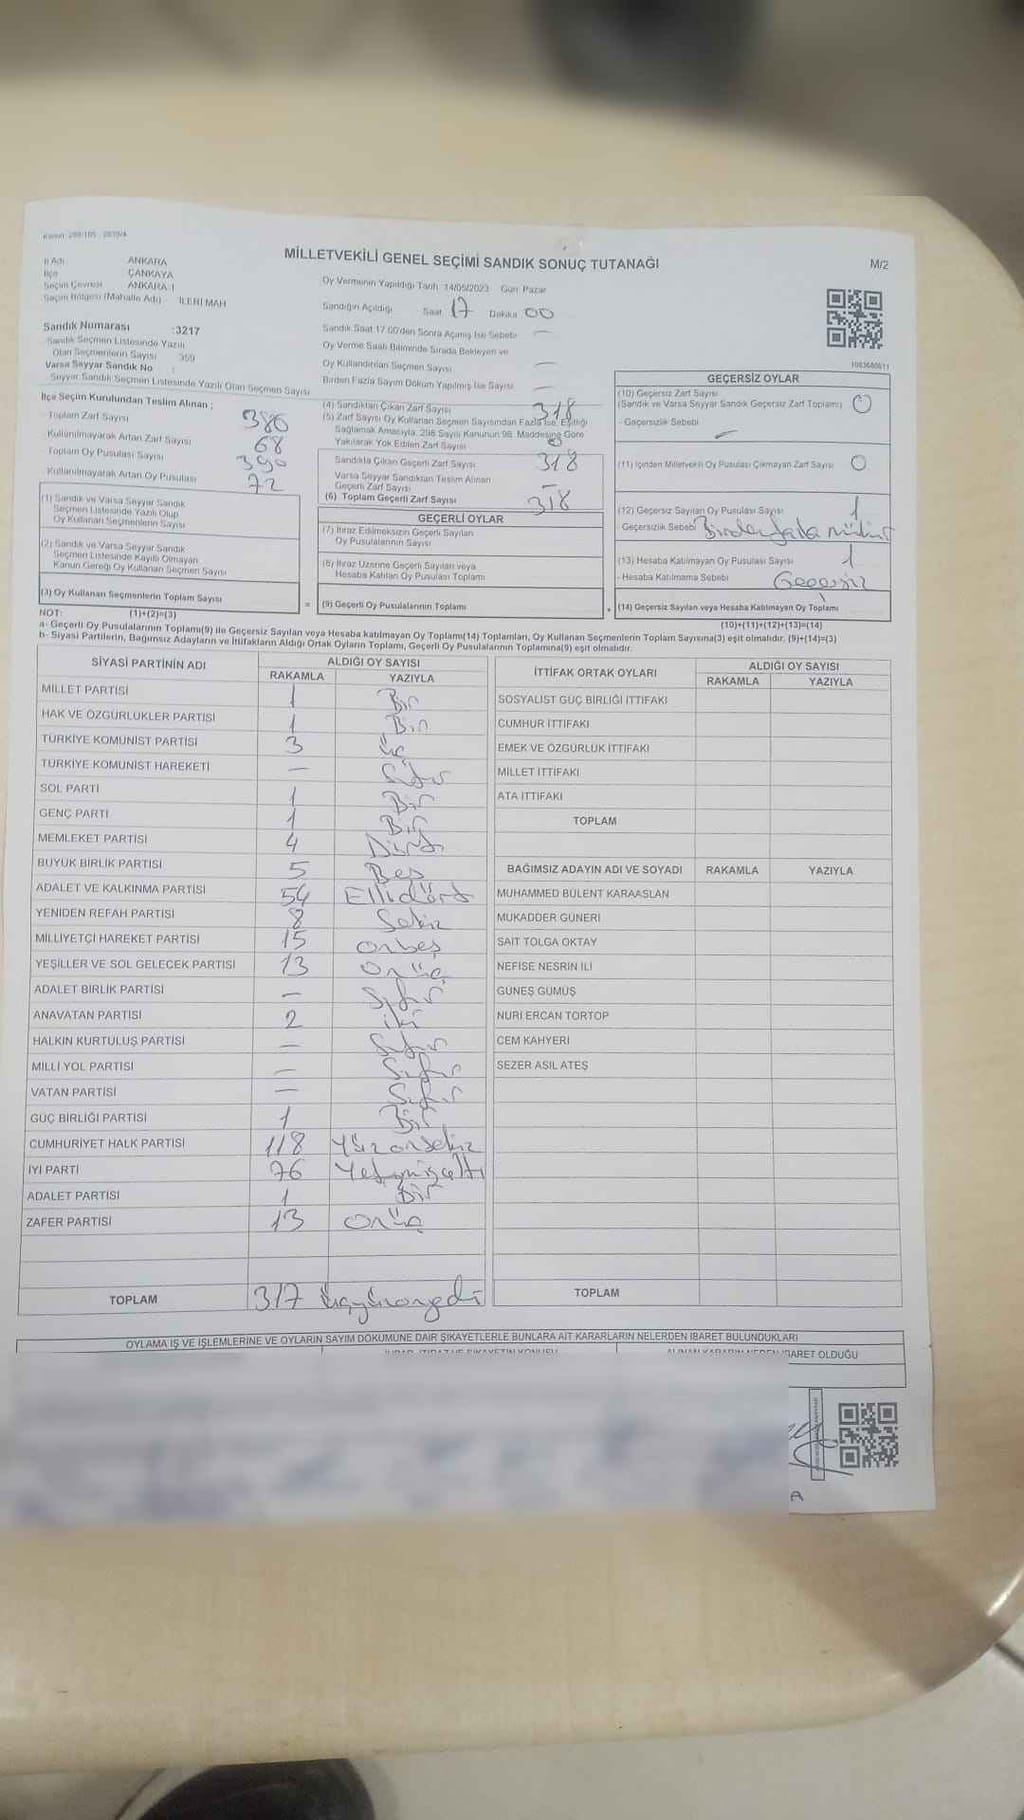 Kanun: 298/105 - 2839/A
İl Adı : ANKARA
İlçe : ÇANKAYA
Seçim Çevresi : ANKARA 1
Seçim Bölgesi (Mahalle Adı) : İLERİ MAH
MİLLETVEKİLİ GENEL SEÇİMİ SANDIK SONUÇ TUTANAĞI
M/2
Oy Vermenin Yapıldığı Tarih :14/05/2023 Gün: Pazar
Sandığın Açıldığı Saat 17 Dakika 00
Sandık Saat 17.00'den Sonra Açılmış İse Sebebi —
Oy Verme Saati Bitiminde Sırada Bekleyen ve
Oy Kullandırılan Seçmen Sayısı —
Birden Fazla Sayım Döküm Yapılmış İse Sayısı —
Sandık Numarası :3217
Sandık Seçmen Listesinde Yazılı
Olan Seçmenlerin Sayısı : 359
Varsa Seyyar Sandık No :
Seyyar Sandık Seçmen Listesinde Yazılı Olan Seçmen Sayısı
İlçe Seçim Kurulundan Teslim Alınan ;
Toplam Zarf Sayısı 386
Kullanılmayarak Artan Zarf Sayısı 68
Toplam Oy Pusulası Sayısı 390
Kullanılmayarak Artan Oy Pusulası 72
(1) Sandık ve Varsa Seyyar Sandık
Seçmen Listesinde Yazılı Olup
Oy Kullanan Seçmenlerin Sayısı
(2) Sandık ve Varsa Seyyar Sandık
Seçmen Listesinde Kayıtlı Olmayan
Kanun Gereği Oy Kullanan Seçmen Sayısı
(3) Oy Kullanan Seçmenlerin Toplam Sayısı
(4) Sandıktan Çıkan Zarf Sayısı 318
(5) Zarf Sayısı Oy Kullanan Seçmen Sayısından Fazla İse, Eşitliği
Sağlamak Amacıyla, 298 Sayılı Kanunun 98. Maddesine Göre
Yakılarak Yok Edilen Zarf Sayısı 0
Sandıkta Çıkan Geçerli Zarf Sayısı 318
Varsa Seyyar Sandıktan Teslim Alınan
Geçerli Zarf Sayısı —
(6) Toplam Geçerli Zarf Sayısı 318
GEÇERLİ OYLAR
(7) İtiraz Edilmeksizin Geçerli Sayılan
Oy Pusulalarının Sayısı
(8) İtiraz Üzerine Geçerli Sayılan veya
Hesaba Katılan Oy Pusulası Toplamı
= (9) Geçerli Oy Pusulalarının Toplamı
1083680611
GEÇERSİZ OYLAR
(10) Geçersiz Zarf Sayısı
(Sandık ve Varsa Seyyar Sandık Geçersiz Zarf Toplamı) 0
- Geçersizlik Sebebi —
(11) İçinden Milletvekili Oy Pusulası Çıkmayan Zarf Sayısı 0
(12) Geçersiz Sayılan Oy Pusulası Sayısı 1
- Geçersizlik Sebebi Birden fazla mühür
(13) Hesaba Katılmayan Oy Pusulası Sayısı 1
- Hesaba Katılmama Sebebi Geçersiz
+ (14) Geçersiz Sayılan veya Hesaba Katılmayan Oy Toplamı
NOT: (1)+(2)=(3)
(10)+(11)+(12)+(13)=(14)
a- Geçerli Oy Pusulalarının Toplamı(9) ile Geçersiz Sayılan veya Hesaba katılmayan Oy Toplamı(14) Toplamları, Oy Kullanan Seçmenlerin Toplam Sayısına(3) eşit olmalıdır. (9)+(14)=(3)
b- Siyasi Partilerin, Bağımsız Adayların ve İttifakların Aldığı Ortak Oyların Toplamı, Geçerli Oy Pusulalarının Toplamına(9) eşit olmalıdır.
SİYASİ PARTİNİN ADI ALDIĞI OY SAYISI
RAKAMLA YAZIYLA
MİLLET PARTİSİ 1 Bir
HAK VE ÖZGÜRLÜKLER PARTİSİ 1 Bir
TÜRKİYE KOMÜNİST PARTİSİ 3 üç
TÜRKİYE KOMÜNİST HAREKETİ — Sıfır
SOL PARTİ 1 Bir
GENÇ PARTİ 1 Bir
MEMLEKET PARTİSİ 4 Dört
BÜYÜK BİRLİK PARTİSİ 5 Beş
ADALET VE KALKINMA PARTİSİ 54 Ellidört
YENİDEN REFAH PARTİSİ 8 Sekiz
MİLLİYETÇİ HAREKET PARTİSİ 15 onbeş
YEŞİLLER VE SOL GELECEK PARTİSİ 13 Onüç
ADALET BİRLİK PARTİSİ — Sıfır
ANAVATAN PARTİSİ 2 iki
HALKIN KURTULUŞ PARTİSİ — Sıfır
MİLLİ YOL PARTİSİ — Sıfır
VATAN PARTİSİ — Sıfır
GÜÇ BİRLİĞİ PARTİSİ 1 Bir
CUMHURİYET HALK PARTİSİ 118 Yüzonsekiz
İYİ PARTİ 76 Yetmişaltı
ADALET PARTİSİ 1 Bir
ZAFER PARTİSİ 13 onüç
TOPLAM 317 üçyüzonyedi
İTTİFAK ORTAK OYLARI ALDIĞI OY SAYISI
RAKAMLA YAZIYLA
SOSYALİST GÜÇ BİRLİĞİ İTTİFAKI
CUMHUR İTTİFAKI
EMEK VE ÖZGÜRLÜK İTTİFAKI
MİLLET İTTİFAKI
ATA İTTİFAKI
TOPLAM
BAĞIMSIZ ADAYIN ADI VE SOYADI RAKAMLA YAZIYLA
MUHAMMED BÜLENT KARAASLAN
MUKADDER GÜNERİ
SAİT TOLGA OKTAY
NEFİSE NESRİN İLİ
GÜNEŞ GÜMÜŞ
NURİ ERCAN TORTOP
CEM KAHYERİ
SEZER ASIL ATEŞ
TOPLAM
OYLAMA İŞ VE İŞLEMLERİNE VE OYLARIN SAYIM DÖKÜMÜNE DAİR ŞİKAYETLERLE BUNLARA AİT KARARLARIN NELERDEN İBARET BULUNDUKLARI
İBARET OLDUĞU
A